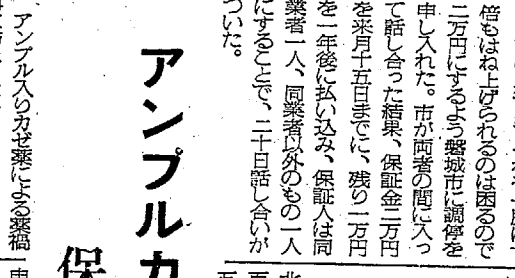 倍もはね上げられるのは困るので
二万円にするよう磐城市に調停を
申し入れた。市が両者の間に入っ
て話し合った結果、保証金二万円
を来月十五日までに、残り一万円
を一年後に払い込み、保証人は同
業者一人、同業者以外のもの一人
にすることで、二十日話し合いが
ついた。
アンプルカ
保
アンプル入りカゼ薬による薬禍